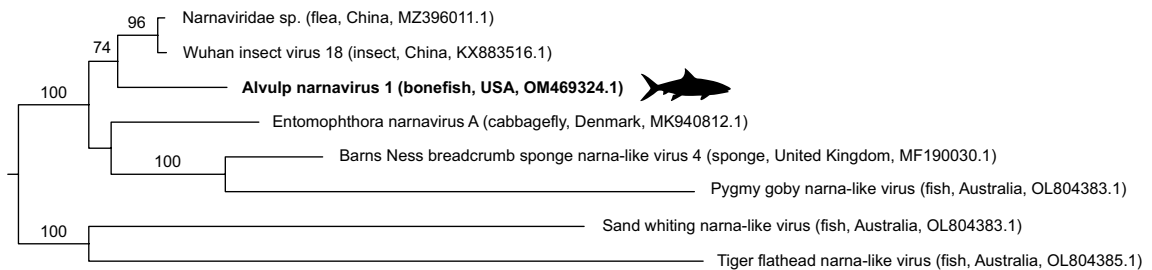 96
Narnaviridae sp. (flea, China, MZ396011.1)
74
Wuhan insect virus 18 (insect, China, KX883516.1)
100
Alvulp narnavirus 1 (bonefish, USA, OM469324.1)
Entomophthora narnavirus A (cabbagefly, Denmark, MK940812.1)
100
Barns Ness breadcrumb sponge narna-like virus 4 (sponge, United Kingdom, MF190030.1)
Pygmy goby narna-like virus (fish, Australia, OL804383.1)
100
Sand whiting narna-like virus (fish, Australia, OL804383.1)
Tiger flathead narna-like virus (fish, Australia, OL804385.1)